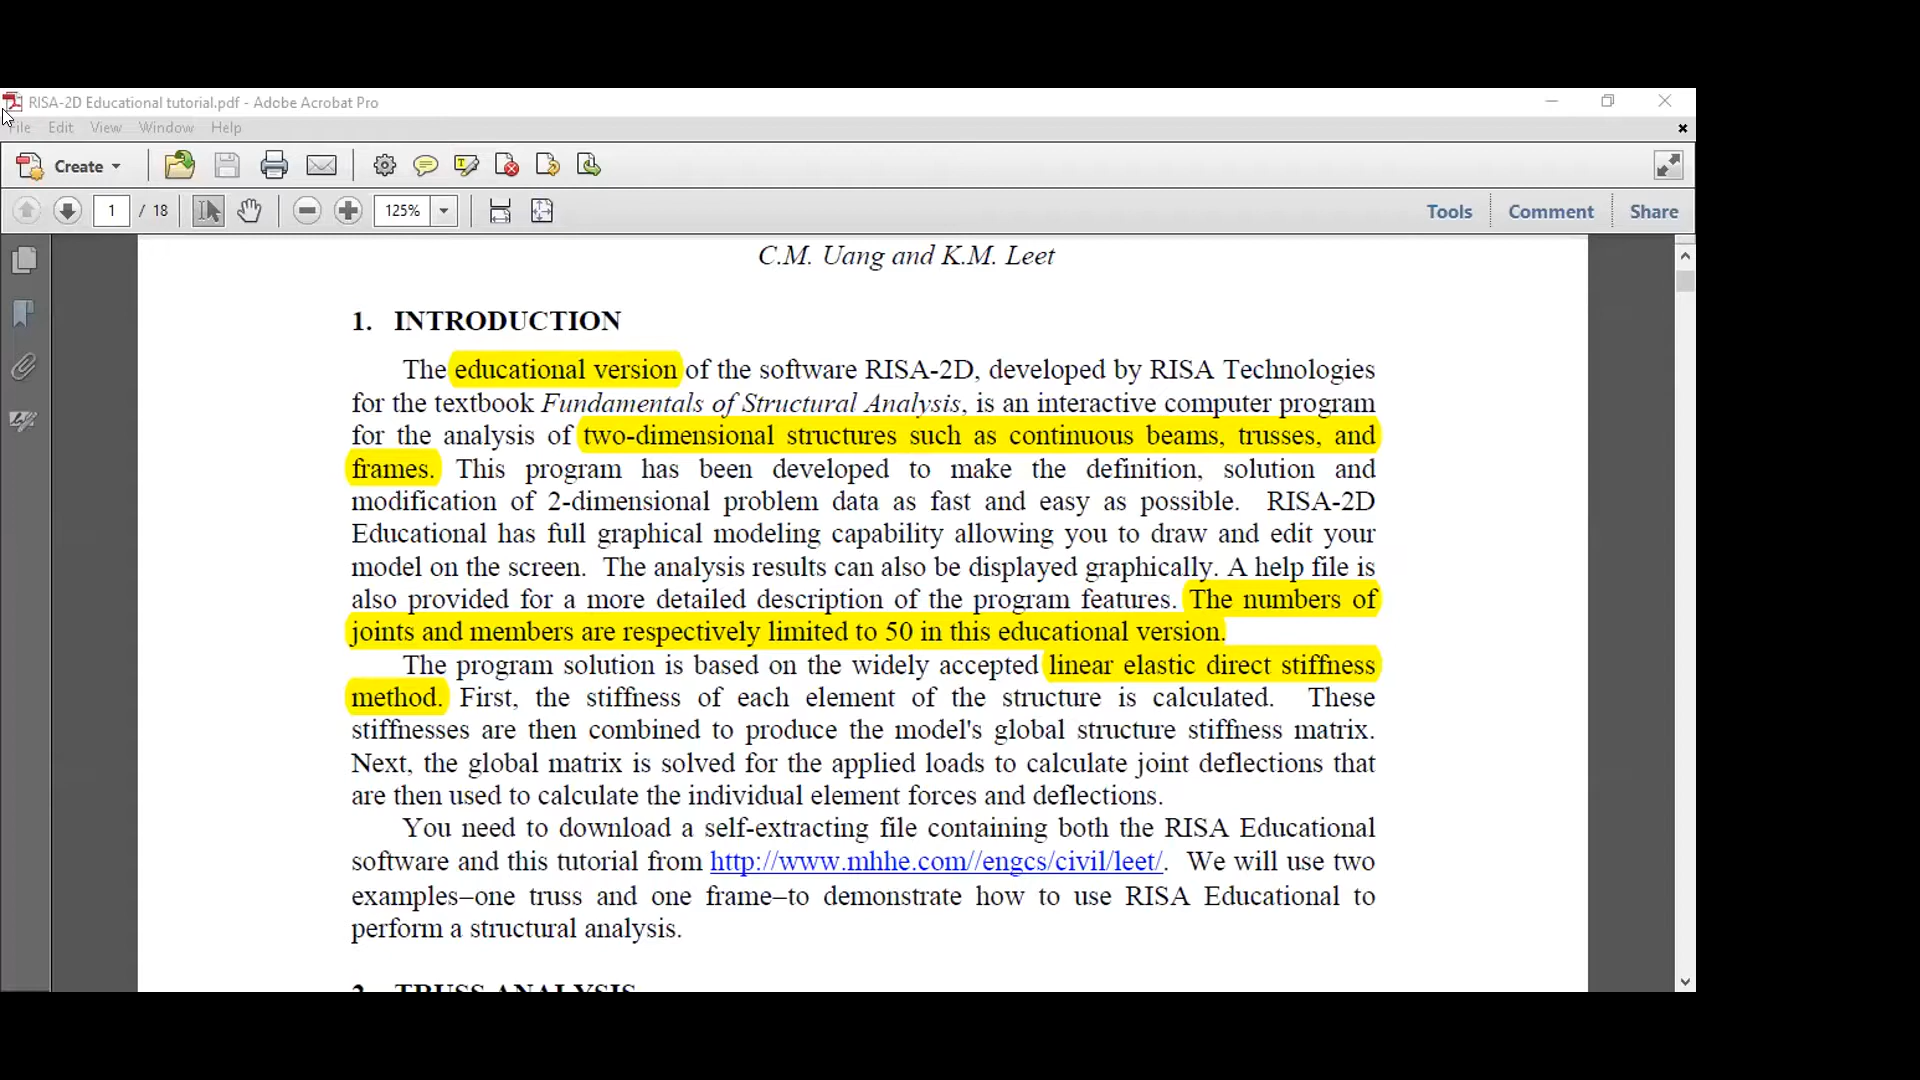 RISA-2D Educational tutorial.pdf - Adobe Acrobat Pro
File Edit View Window Help
Create
1 / 18 125% Tools Comment Share
C.M. Uang and K.M. Leet
1. INTRODUCTION
The educational version of the software RISA-2D, developed by RISA Technologies
for the textbook Fundamentals of Structural Analysis, is an interactive computer program
for the analysis of two-dimensional structures such as continuous beams, trusses, and
frames. This program has been developed to make the definition, solution and
modification of 2-dimensional problem data as fast and easy as possible. RISA-2D
Educational has full graphical modeling capability allowing you to draw and edit your
model on the screen. The analysis results can also be displayed graphically. A help file is
also provided for a more detailed description of the program features. The numbers of
joints and members are respectively limited to 50 in this educational version.
The program solution is based on the widely accepted linear elastic direct stiffness
method. First, the stiffness of each element of the structure is calculated. These
stiffnesses are then combined to produce the model's global structure stiffness matrix.
Next, the global matrix is solved for the applied loads to calculate joint deflections that
are then used to calculate the individual element forces and deflections.
You need to download a self-extracting file containing both the RISA Educational
software and this tutorial from http://www.mhhe.com//engcs/civil/leet/. We will use two
examples–one truss and one frame–to demonstrate how to use RISA Educational to
perform a structural analysis.
2. TRUSS ANALYSIS